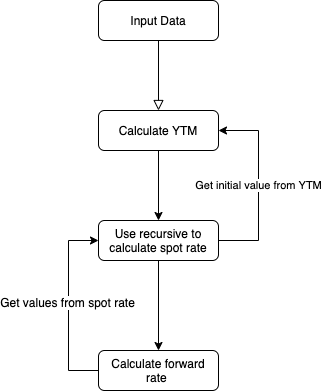 Input Data
Calculate YTM
Get initial value from YTM
Use recursive to
calculate spot rate
Get values from spot rate
Calculate forward
rate